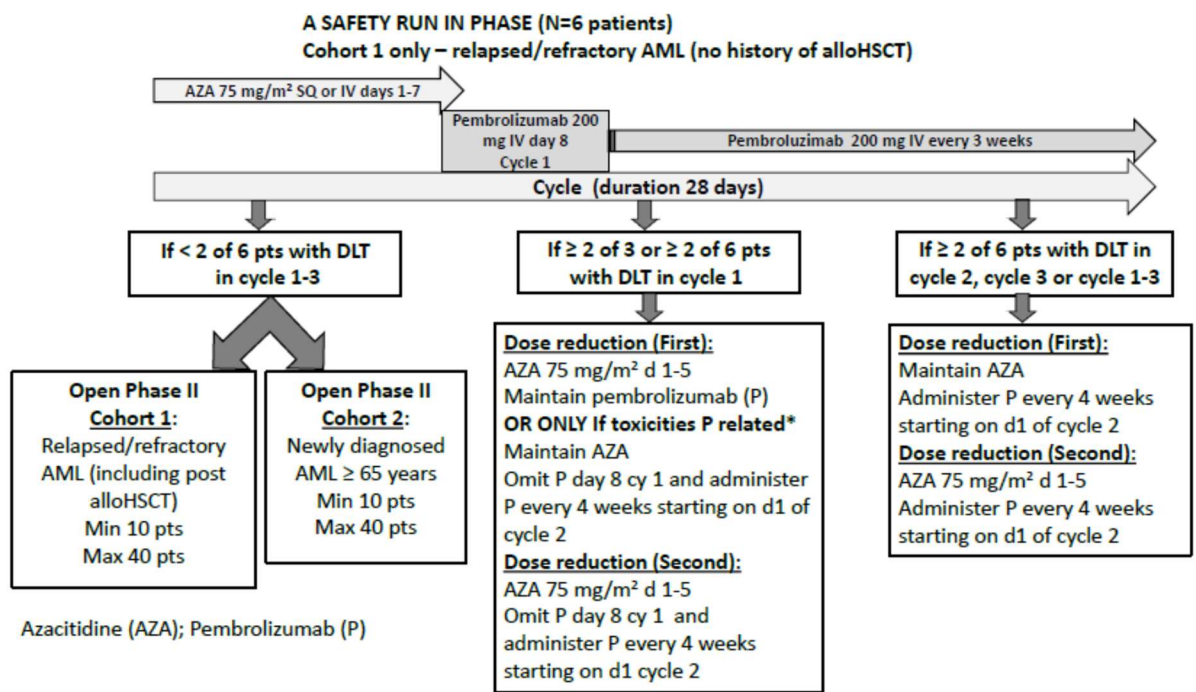 A SAFETY RUN IN PHASE (N=6 patients)
Cohort 1 only – relapsed/refractory AML (no history of alloHSCT)
AZA 75 mg/m² SQ or IV days 1-7
Pembrolizumab 200
mg IV day 8
Cycle 1
Pembroluzimab 200 mg IV every 3 weeks
Cycle (duration 28 days)
If < 2 of 6 pts with DLT
in cycle 1-3
If ≥ 2 of 3 or ≥ 2 of 6 pts
with DLT in cycle 1
If ≥ 2 of 6 pts with DLT in
cycle 2, cycle 3 or cycle 1-3
Open Phase II
Cohort 1:
Relapsed/refractory
AML (including post
alloHSCT)
Min 10 pts
Max 40 pts
Open Phase II
Cohort 2:
Newly diagnosed
AML ≥ 65 years
Min 10 pts
Max 40 pts
Dose reduction (First):
AZA 75 mg/m² d 1-5
Maintain pembrolizumab (P)
OR ONLY If toxicities P related*
Maintain AZA
Omit P day 8 cy 1 and administer
P every 4 weeks starting on d1 of
cycle 2
Dose reduction (Second):
AZA 75 mg/m² d 1-5
Omit P day 8 cy 1 and
administer P every 4 weeks
starting on d1 cycle 2
Dose reduction (First):
Maintain AZA
Administer P every 4 weeks
starting on d1 of cycle 2
Dose reduction (Second):
AZA 75 mg/m² d 1-5
Administer P every 4 weeks
starting on d1 of cycle 2
Azacitidine (AZA); Pembrolizumab (P)